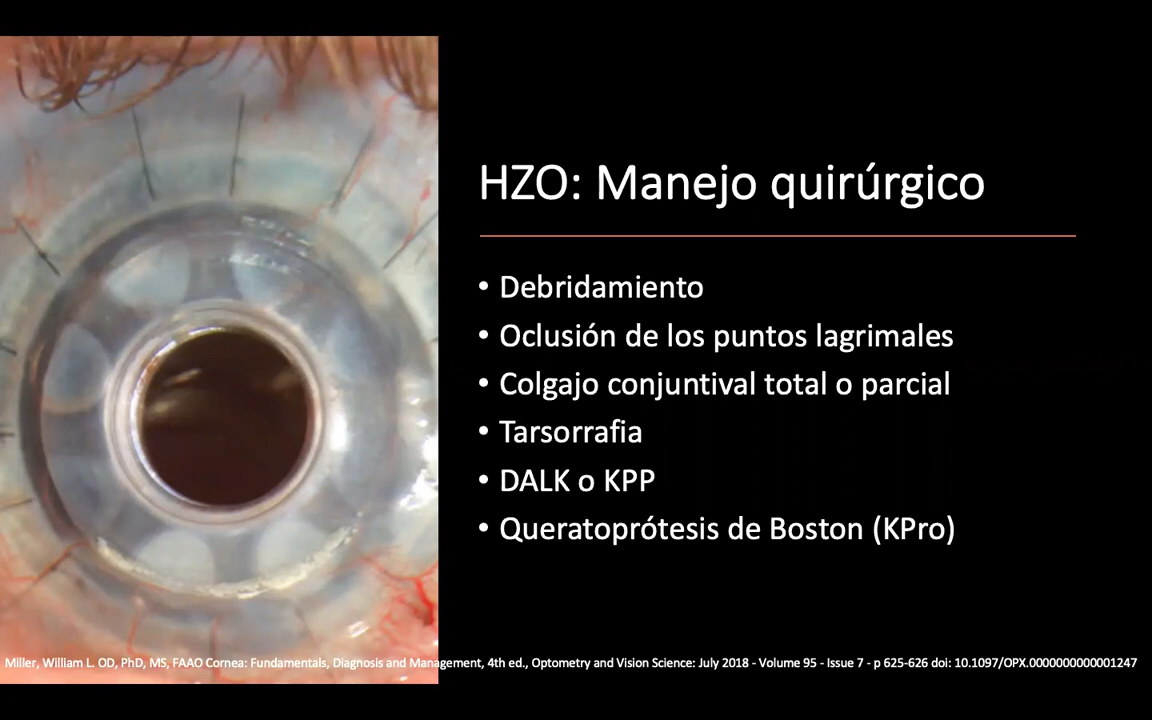 HZO: Manejo quirúrgico
• Debridamiento
• Oclusión de los puntos lagrimales
• Colgajo conjuntival total o parcial
• Tarsorrafia
• DALK o KPP
• Queratoprótesis de Boston (KPro)
Miller, William L. OD, PhD, MS, FAAO Cornea: Fundamentals, Diagnosis and Management, 4th ed., Optometry and Vision Science: July 2018 - Volume 95 - Issue 7 - p 625-626 doi: 10.1097/OPX.0000000000001247